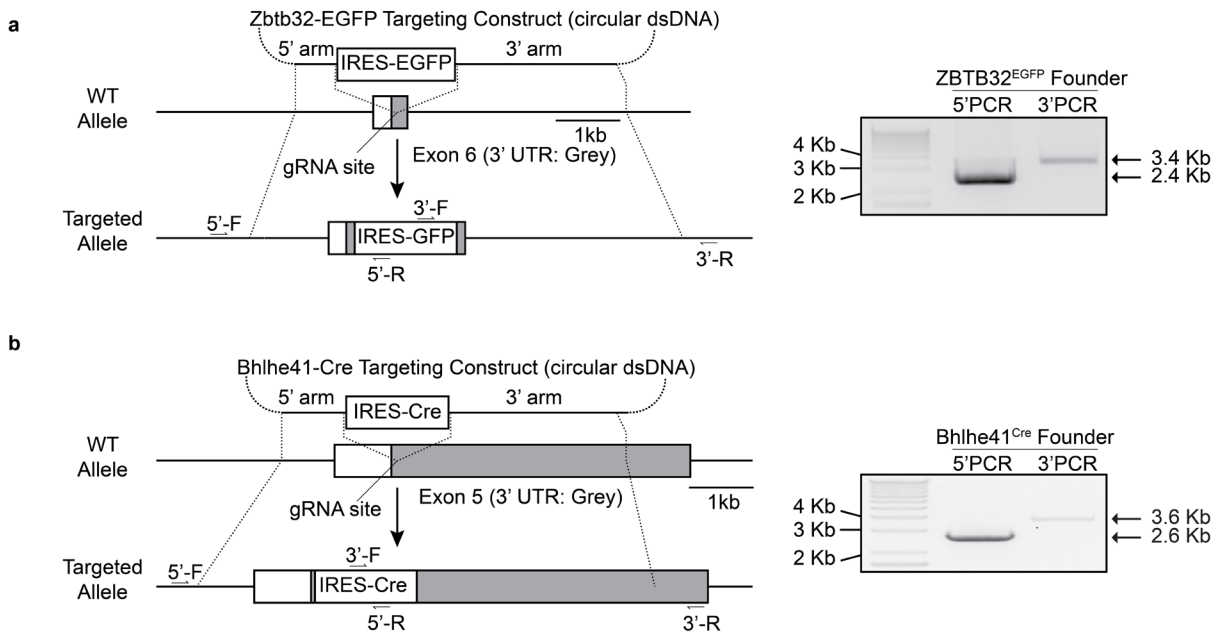 a
Zbtb32-EGFP Targeting Construct (circular dsDNA)
5’ arm
IRES-EGFP
3’ arm
WT
Allele
1kb
gRNA site
Exon 6 (3’ UTR: Grey)
Targeted
Allele
5’-F
3’-F
IRES-GFP
5’-R
3’-R
ZBTB32EGFP Founder
5’PCR
3’PCR
4 Kb
3 Kb
2 Kb
3.4 Kb
2.4 Kb
b
Bhlhe41-Cre Targeting Construct (circular dsDNA)
5’ arm
IRES-Cre
3’ arm
WT
Allele
1kb
gRNA site
Exon 5 (3’ UTR: Grey)
Targeted
Allele
5’-F
3’-F
IRES-Cre
5’-R
3’-R
Bhlhe41Cre Founder
5’PCR
3’PCR
4 Kb
3 Kb
2 Kb
3.6 Kb
2.6 Kb